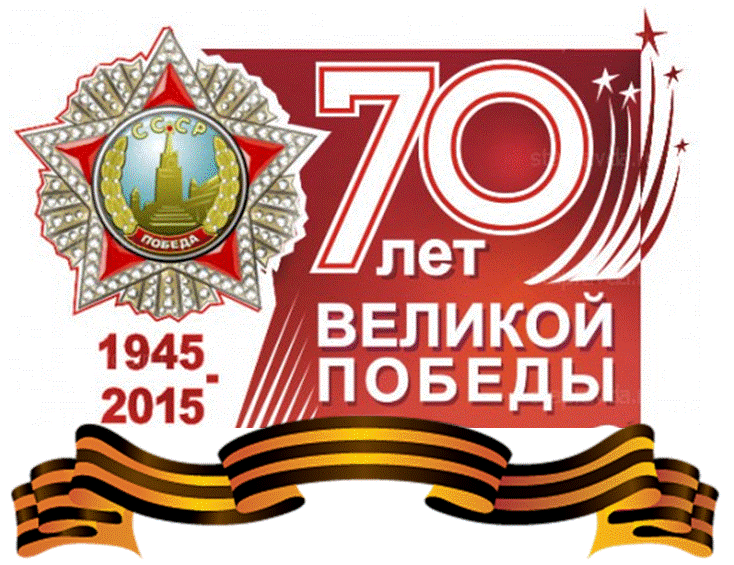 СССР
ПОБЕДА
70
лет
ВЕЛИКОЙ
ПОБЕДЫ
1945-
2015